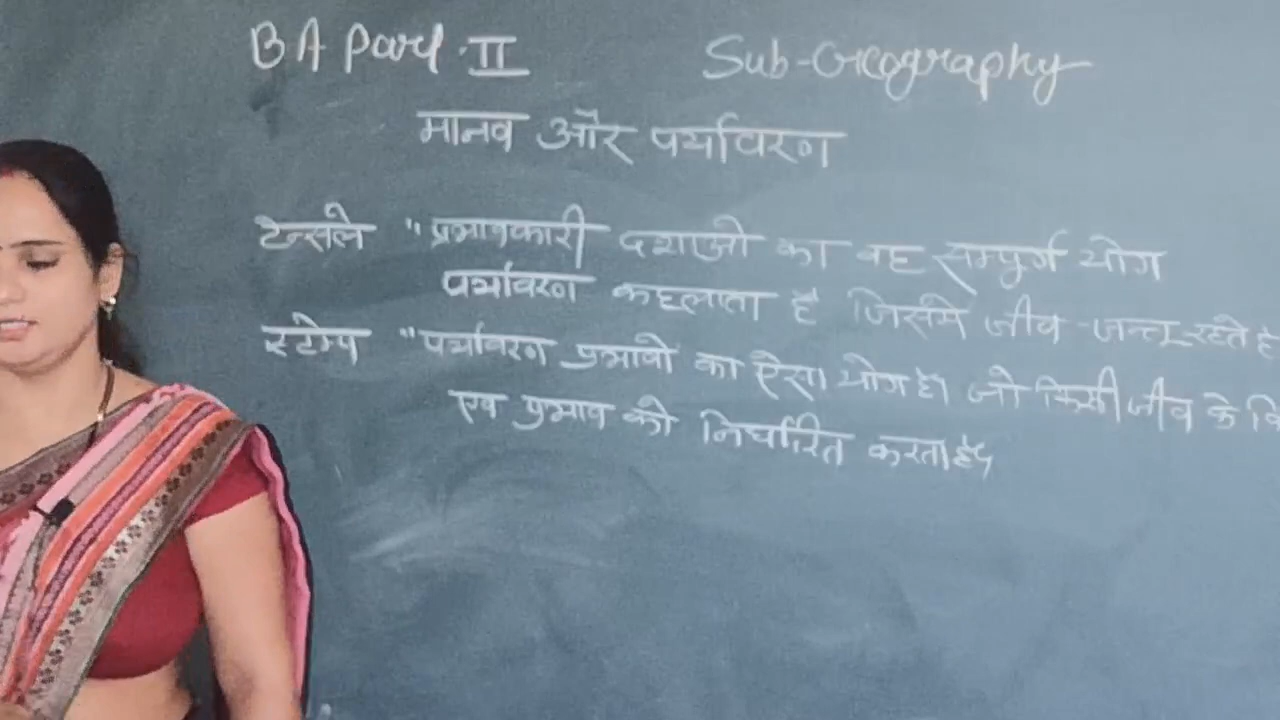 BA Part-II Sub-Geography
मानव और पर्यावरण
टेन्सले "प्रभावकारी दशाओ का वह सम्पूर्ण योग
पर्यावरण कहलाता है जिसमे जीव-जन्तू रहते है
स्टेम्प "पर्यावरण प्रभावो का ऐसा योग है। जो किसी जीव के
एव प्रभाव को निर्धारित करता है"